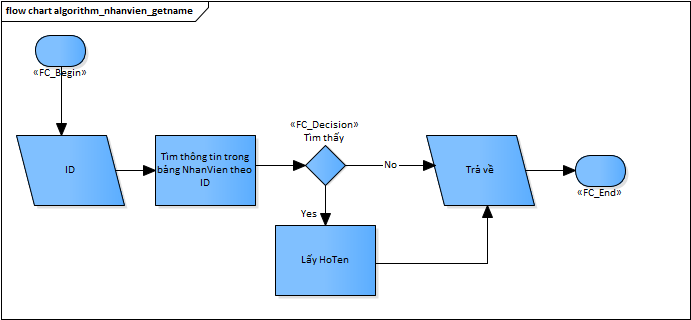 flow chart algorithm_nhanvien_getname
«FC_Begin»
ID
Tìm thông tin trong
bảng NhanVien theo
ID
«FC_Decision»
Tìm thấy
No
Yes
Lấy HoTen
Trả về
«FC_End»